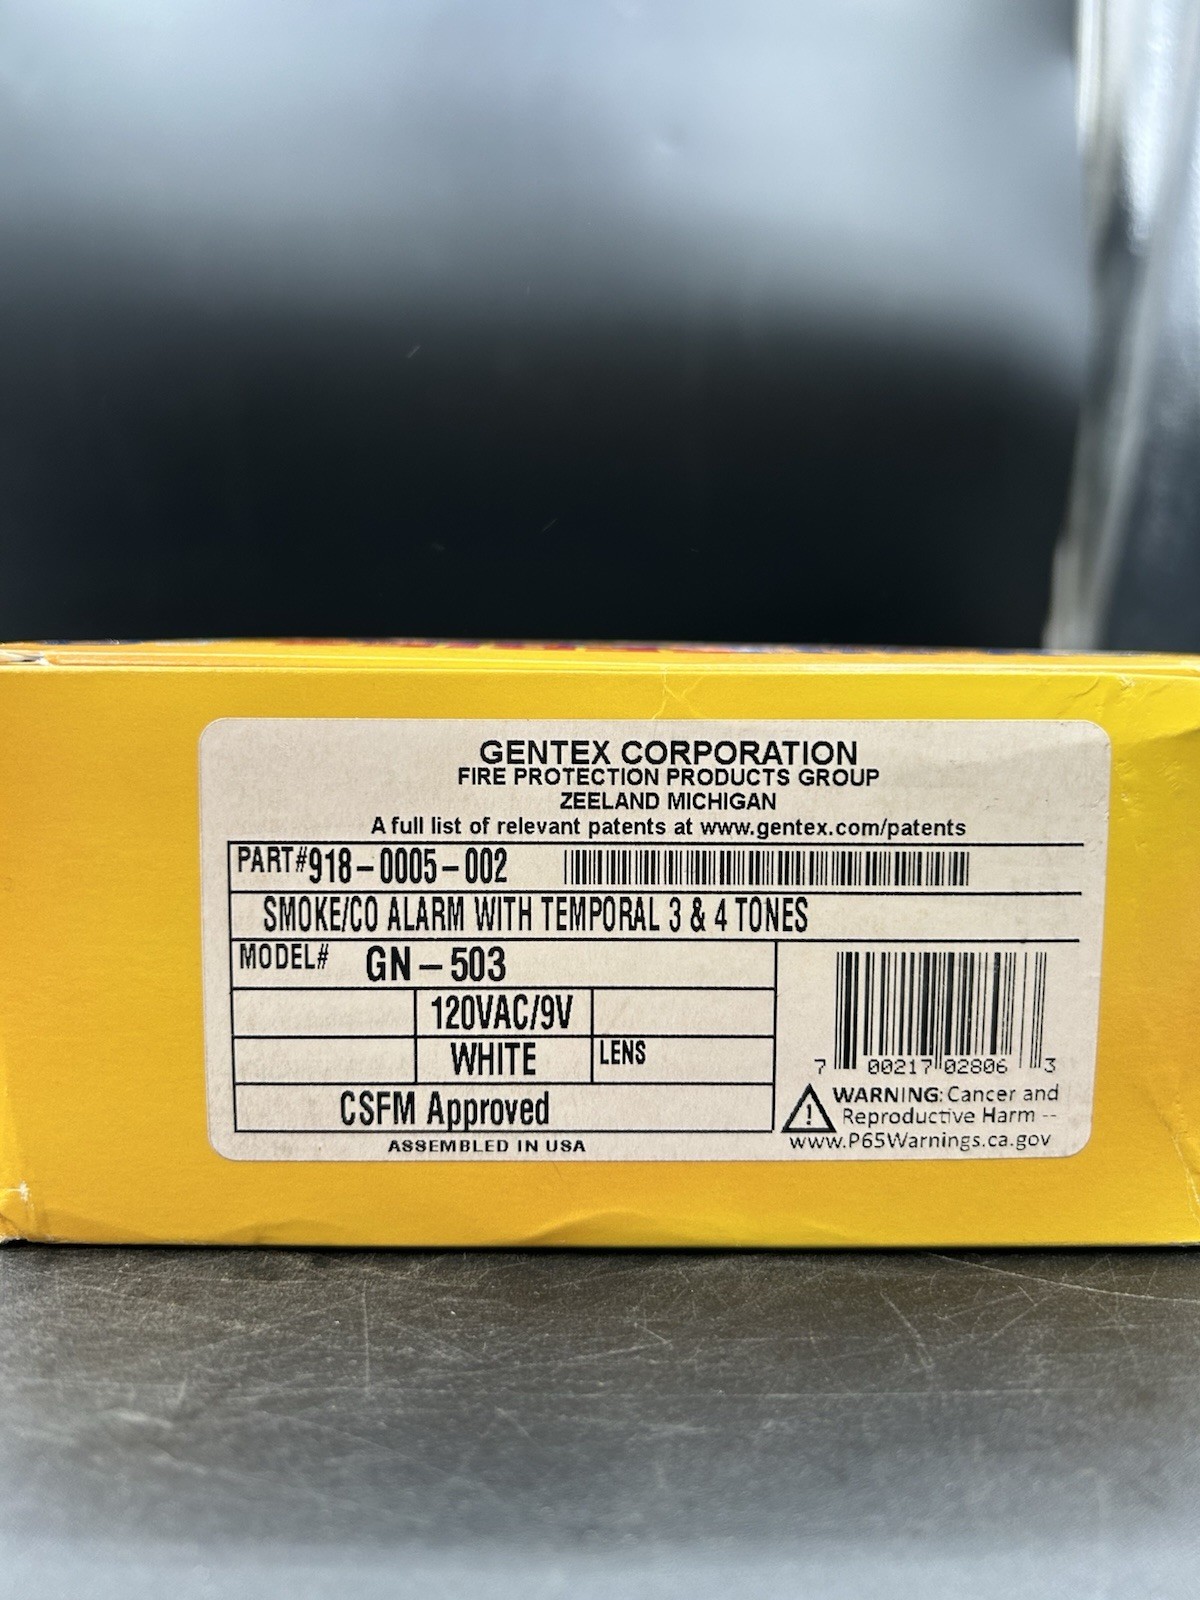 GENTEX CORPORATION
FIRE PROTECTION PRODUCTS GROUP
ZEELAND MICHIGAN
A full list of relevant patents at www.gentex.com/patents
PART# 918-0005-002
SMOKE/CO ALARM WITH TEMPORAL 3 & 4 TONES
MODEL# GN-503
120VAC/9V
WHITE LENS
CSFM Approved
ASSEMBLED IN USA
7 00217 02806 3
WARNING: Cancer and
Reproductive Harm --
www.P65Warnings.ca.gov